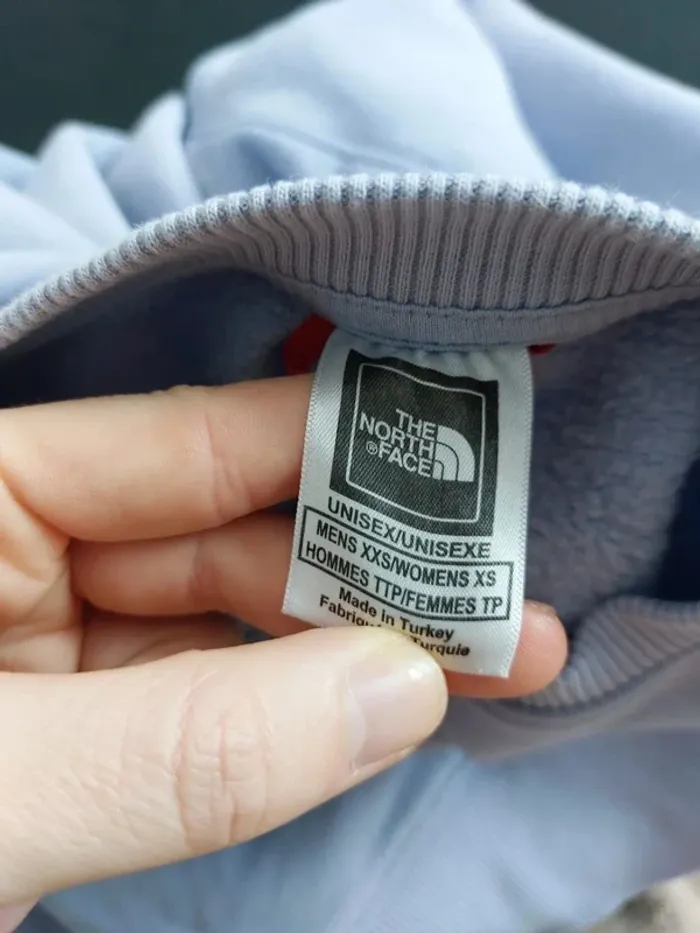 THE
NORTH
®FACE
UNISEX/UNISEXE
MENS XXS/WOMENS XS
HOMMES TTP/FEMMES TP
Made in Turkey